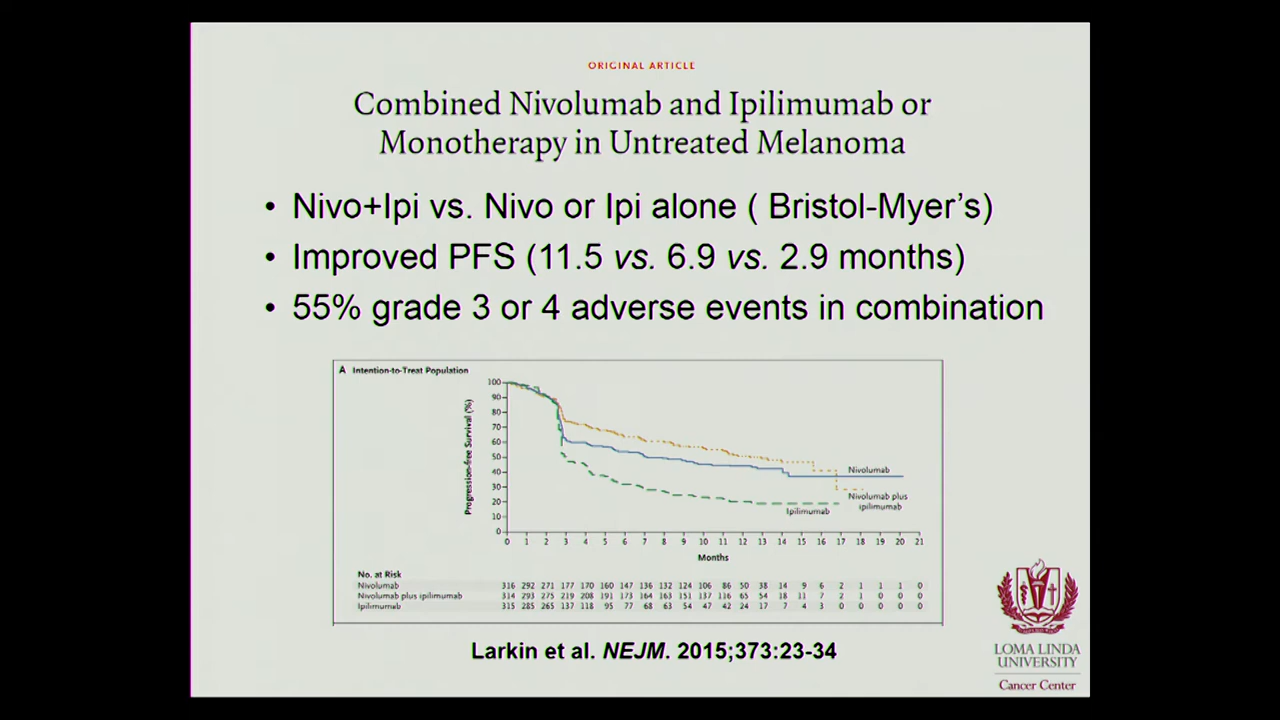 ORIGINAL ARTICLE
Combined Nivolumab and Ipilimumab or
Monotherapy in Untreated Melanoma
• Nivo+Ipi vs. Nivo or Ipi alone ( Bristol-Myer's)
• Improved PFS (11.5 vs. 6.9 vs. 2.9 months)
• 55% grade 3 or 4 adverse events in combination
A Intention-to-Treat Population
Progression-free Survival (%)
100
90
80
70
60
50
40
30
20
10
0
Nivolumab
Nivolumab plus
ipilimumab
Ipilimumab
0 1 2 3 4 5 6 7 8 9 10 11 12 13 14 15 16 17 18 19 20 21
Months
No. at Risk
Nivolumab 316 292 271 177 170 160 147 136 132 124 106 86 50 38 14 9 6 2 1 1 1 0
Nivolumab plus ipilimumab 314 293 275 219 208 191 173 164 163 151 137 116 65 54 18 11 7 2 1 0 0 0
Ipilimumab 315 285 265 137 118 95 77 68 63 54 47 42 24 17 7 4 3 0 0 0 0 0
Larkin et al. NEJM. 2015;373:23-34
LOMA LINDA
UNIVERSITY
Cancer Center